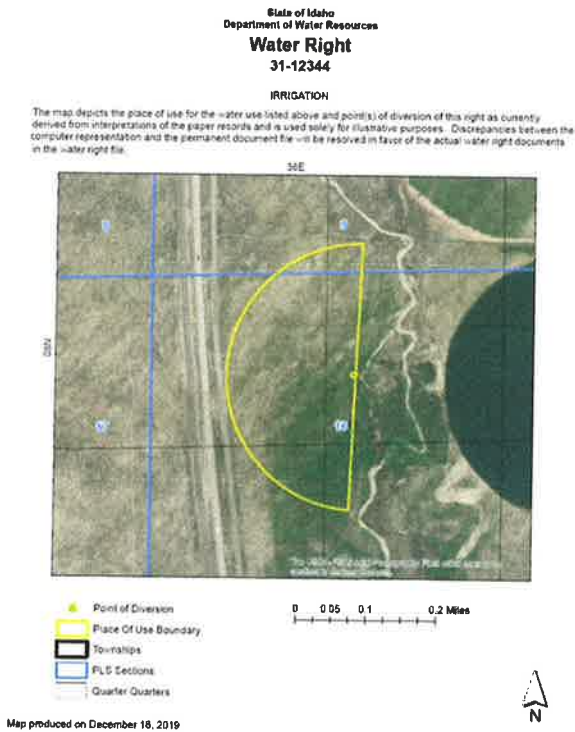 State of Idaho
Department of Water Resources
Water Right
31-12344
IRRIGATION
The map depicts the place of use for the water use listed above and point(s) of diversion of this right as currently
derived from interpretations of the paper records and is used solely for illustrative purposes. Discrepancies between the
computer representation and the permanent document file will be resolved in favor of the actual water right documents
in the water right file.
36E
Point of Diversion
Place Of Use Boundary
Townships
PLS Sections
Quarter Quarters
0 0.05 0.1 0.2 Miles
N
Map produced on December 18, 2019